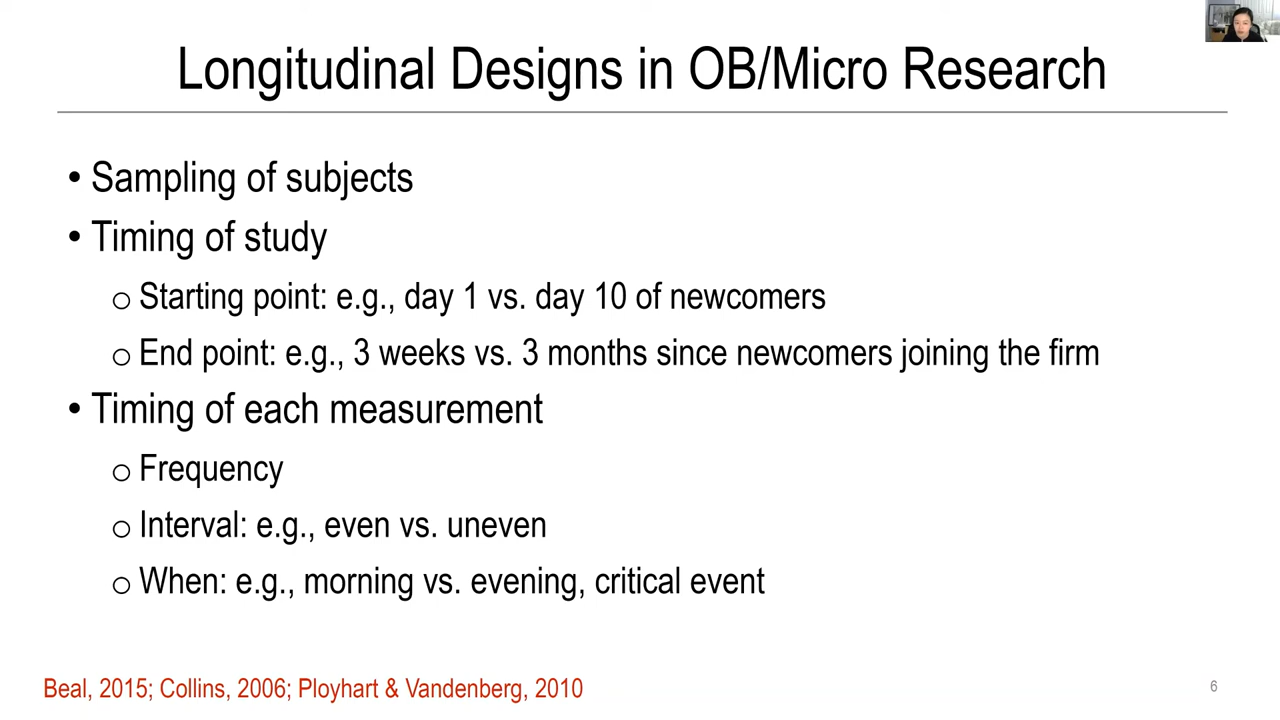 Longitudinal Designs in OB/Micro Research
• Sampling of subjects
• Timing of study
o Starting point: e.g., day 1 vs. day 10 of newcomers
o End point: e.g., 3 weeks vs. 3 months since newcomers joining the firm
• Timing of each measurement
o Frequency
o Interval: e.g., even vs. uneven
o When: e.g., morning vs. evening, critical event
Beal, 2015; Collins, 2006; Ployhart & Vandenberg, 2010
6